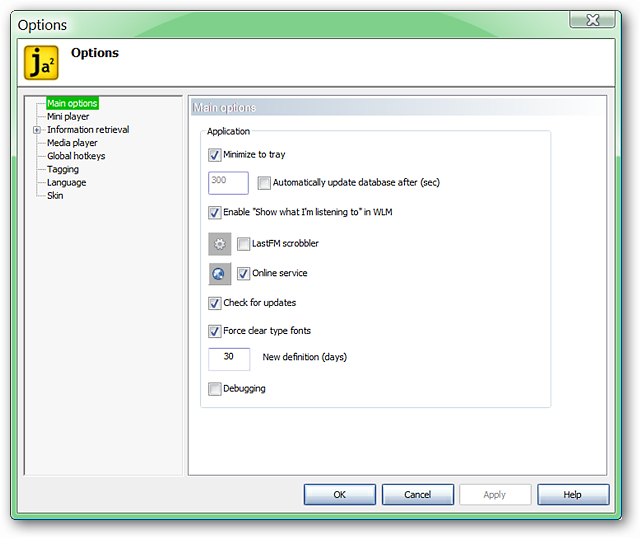 Options
ja²
Options
Main options
Mini player
Information retrieval
Media player
Global hotkeys
Tagging
Language
Skin
Main options
Application
Minimize to tray
300 Automatically update database after (sec)
Enable "Show what I'm listening to" in WLM
LastFM scrobbler
Online service
Check for updates
Force clear type fonts
30 New definition (days)
Debugging
OK Cancel Apply Help